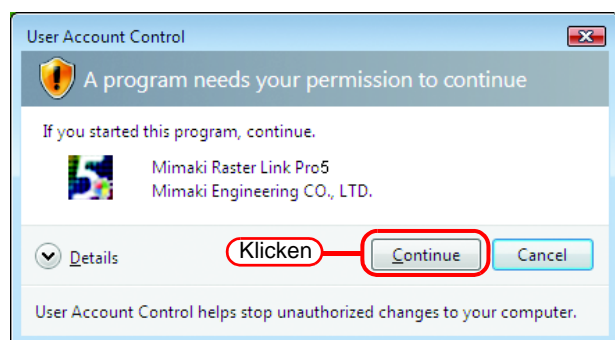 User Account Control
A program needs your permission to continue
If you started this program, continue.
5
Mimaki Raster Link Pro5
Mimaki Engineering CO., LTD.
Details
Klicken
Continue
Cancel
User Account Control helps stop unauthorized changes to your computer.